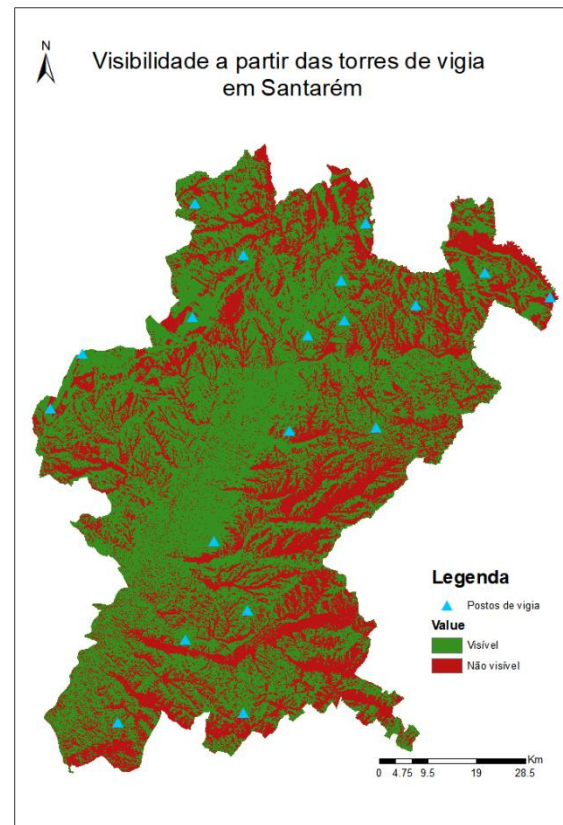 N
Visibilidade a partir das torres de vigia
em Santarém
Legenda
Postos de vigia
Value
Visível
Não visível
Km
0 4.75 9.5 19 28.5